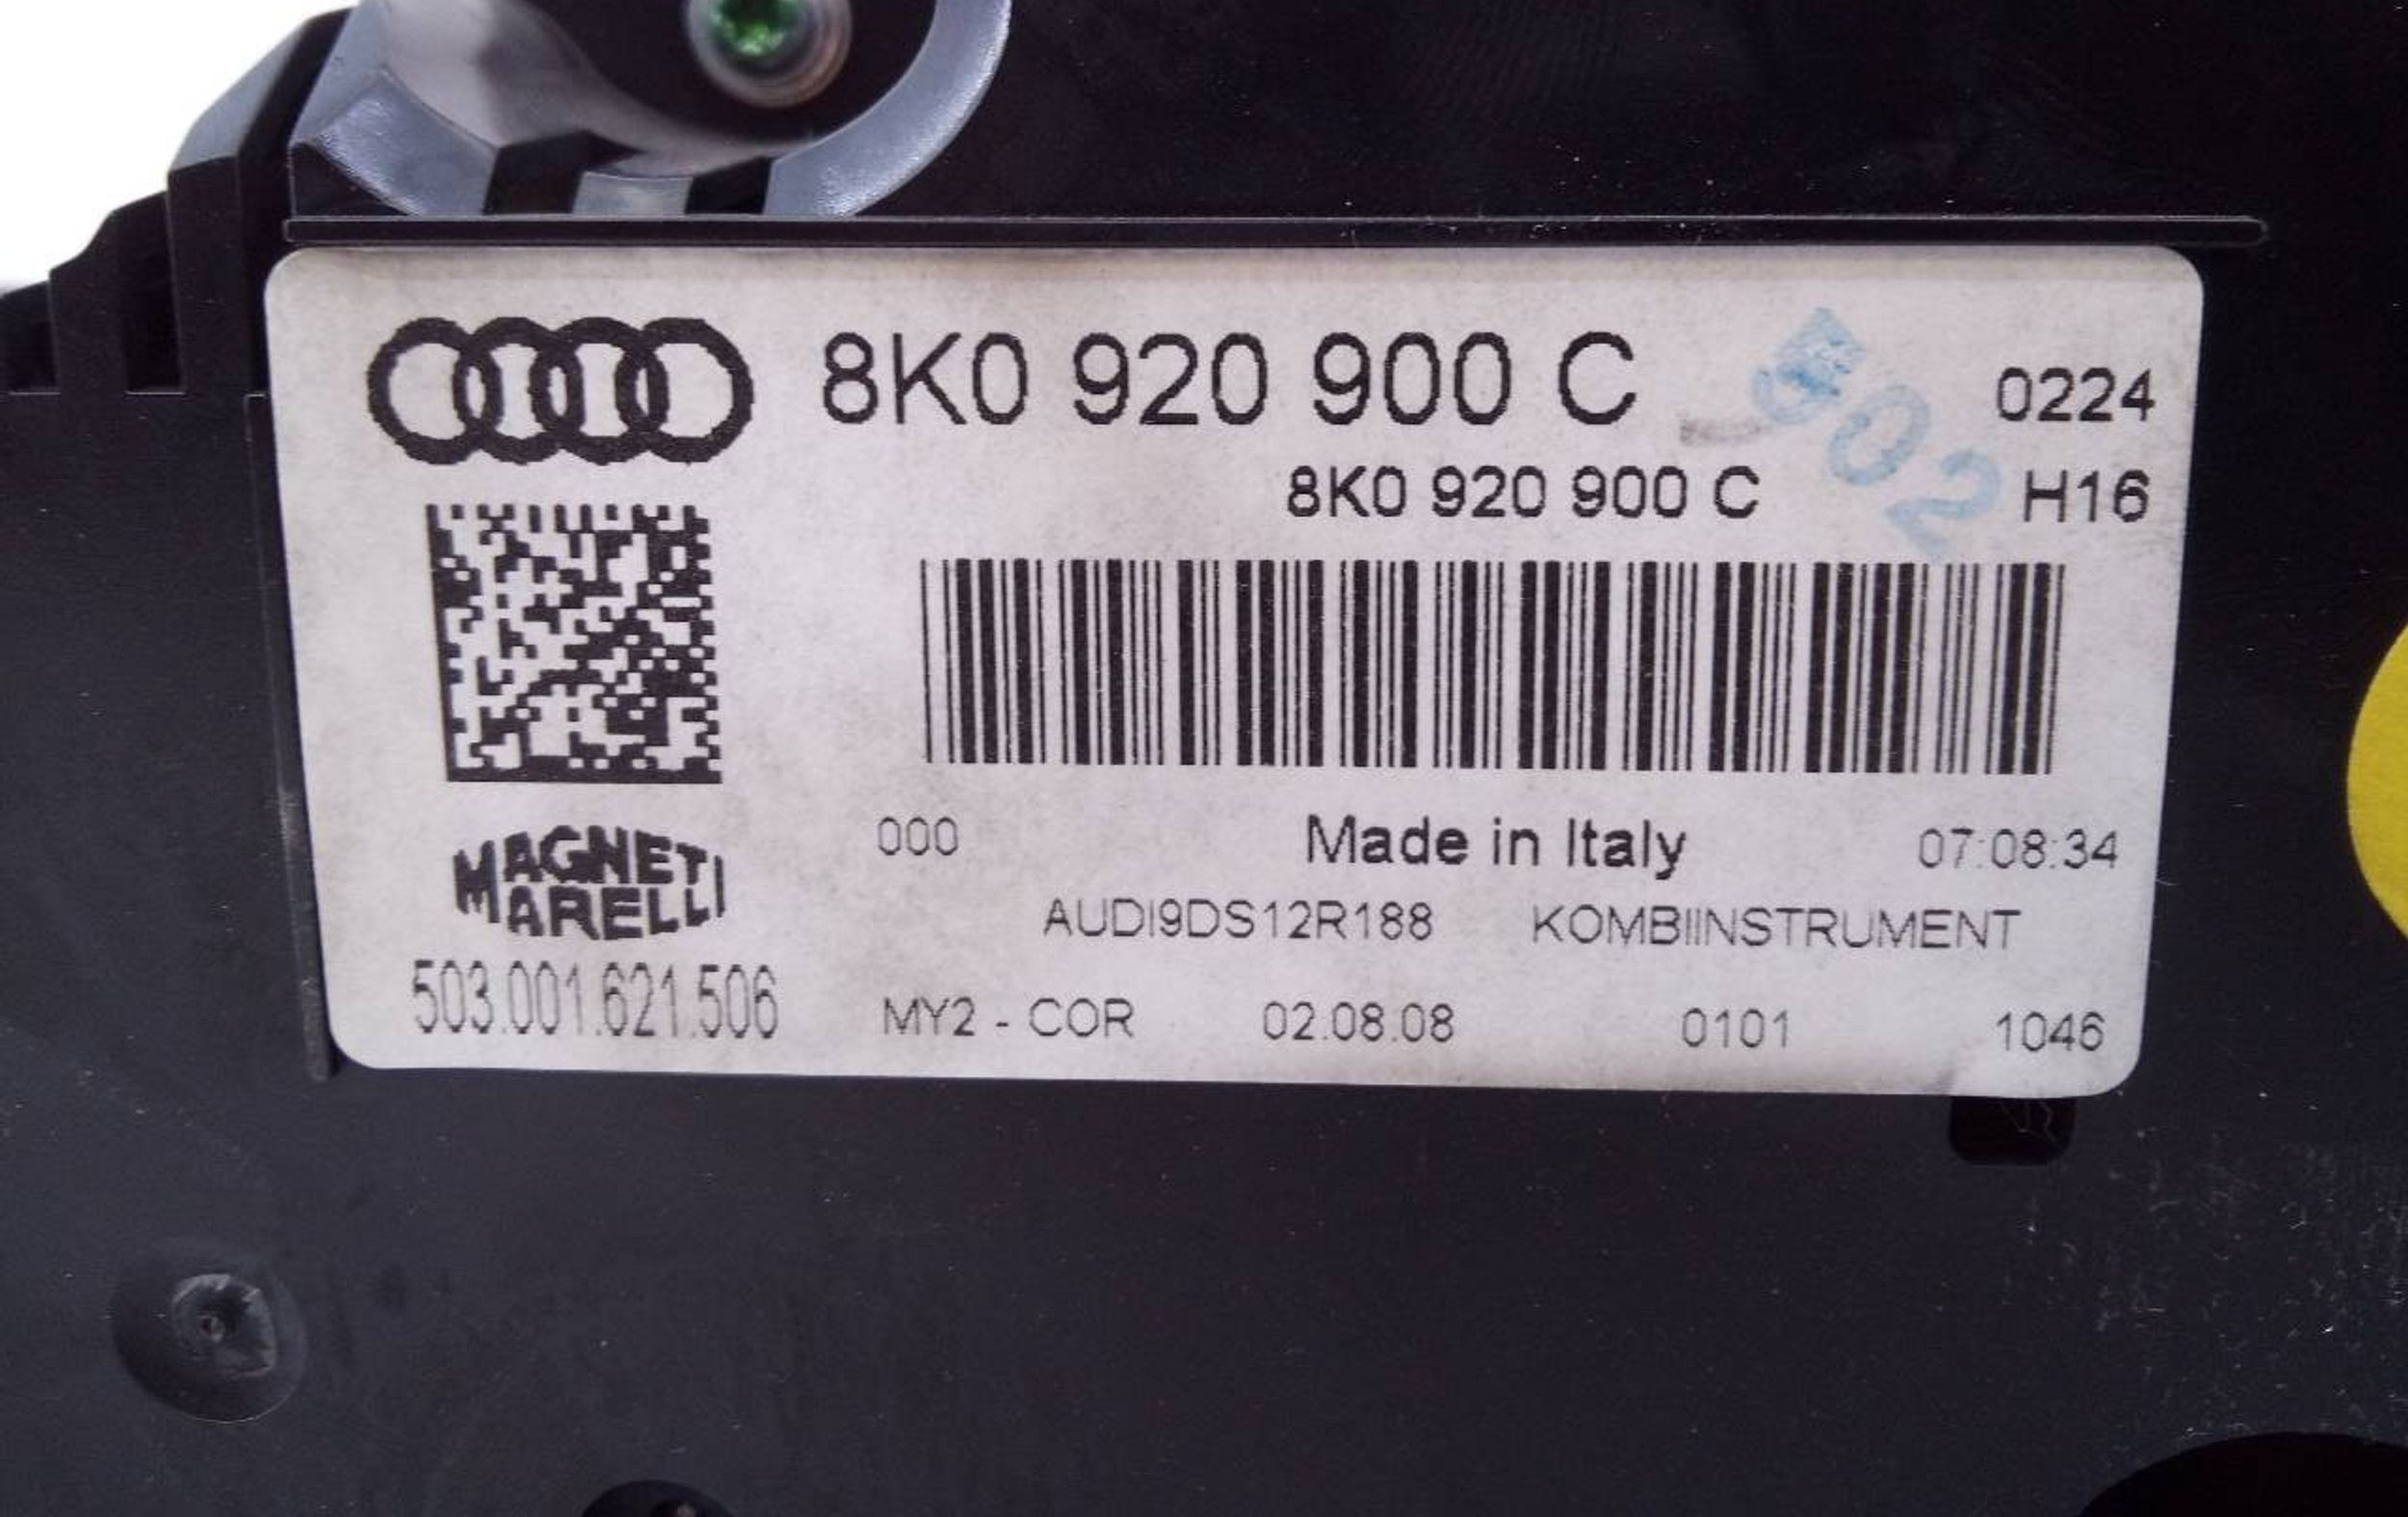 8K0 920 900 C 0224
8K0 920 900 C H16
000 Made in Italy 07:08:34
MAGNETI
MARELLI
AUDI9DS12R188 KOMBIINSTRUMENT
503.001.621.506 MY2 - COR 02.08.08 0101 1046